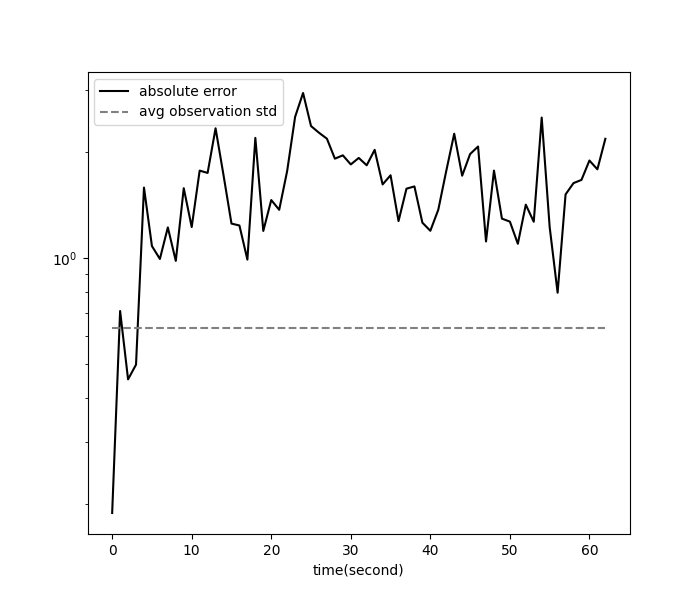 absolute error
avg observation std
10⁰
0 10 20 30 40 50 60
time(second)